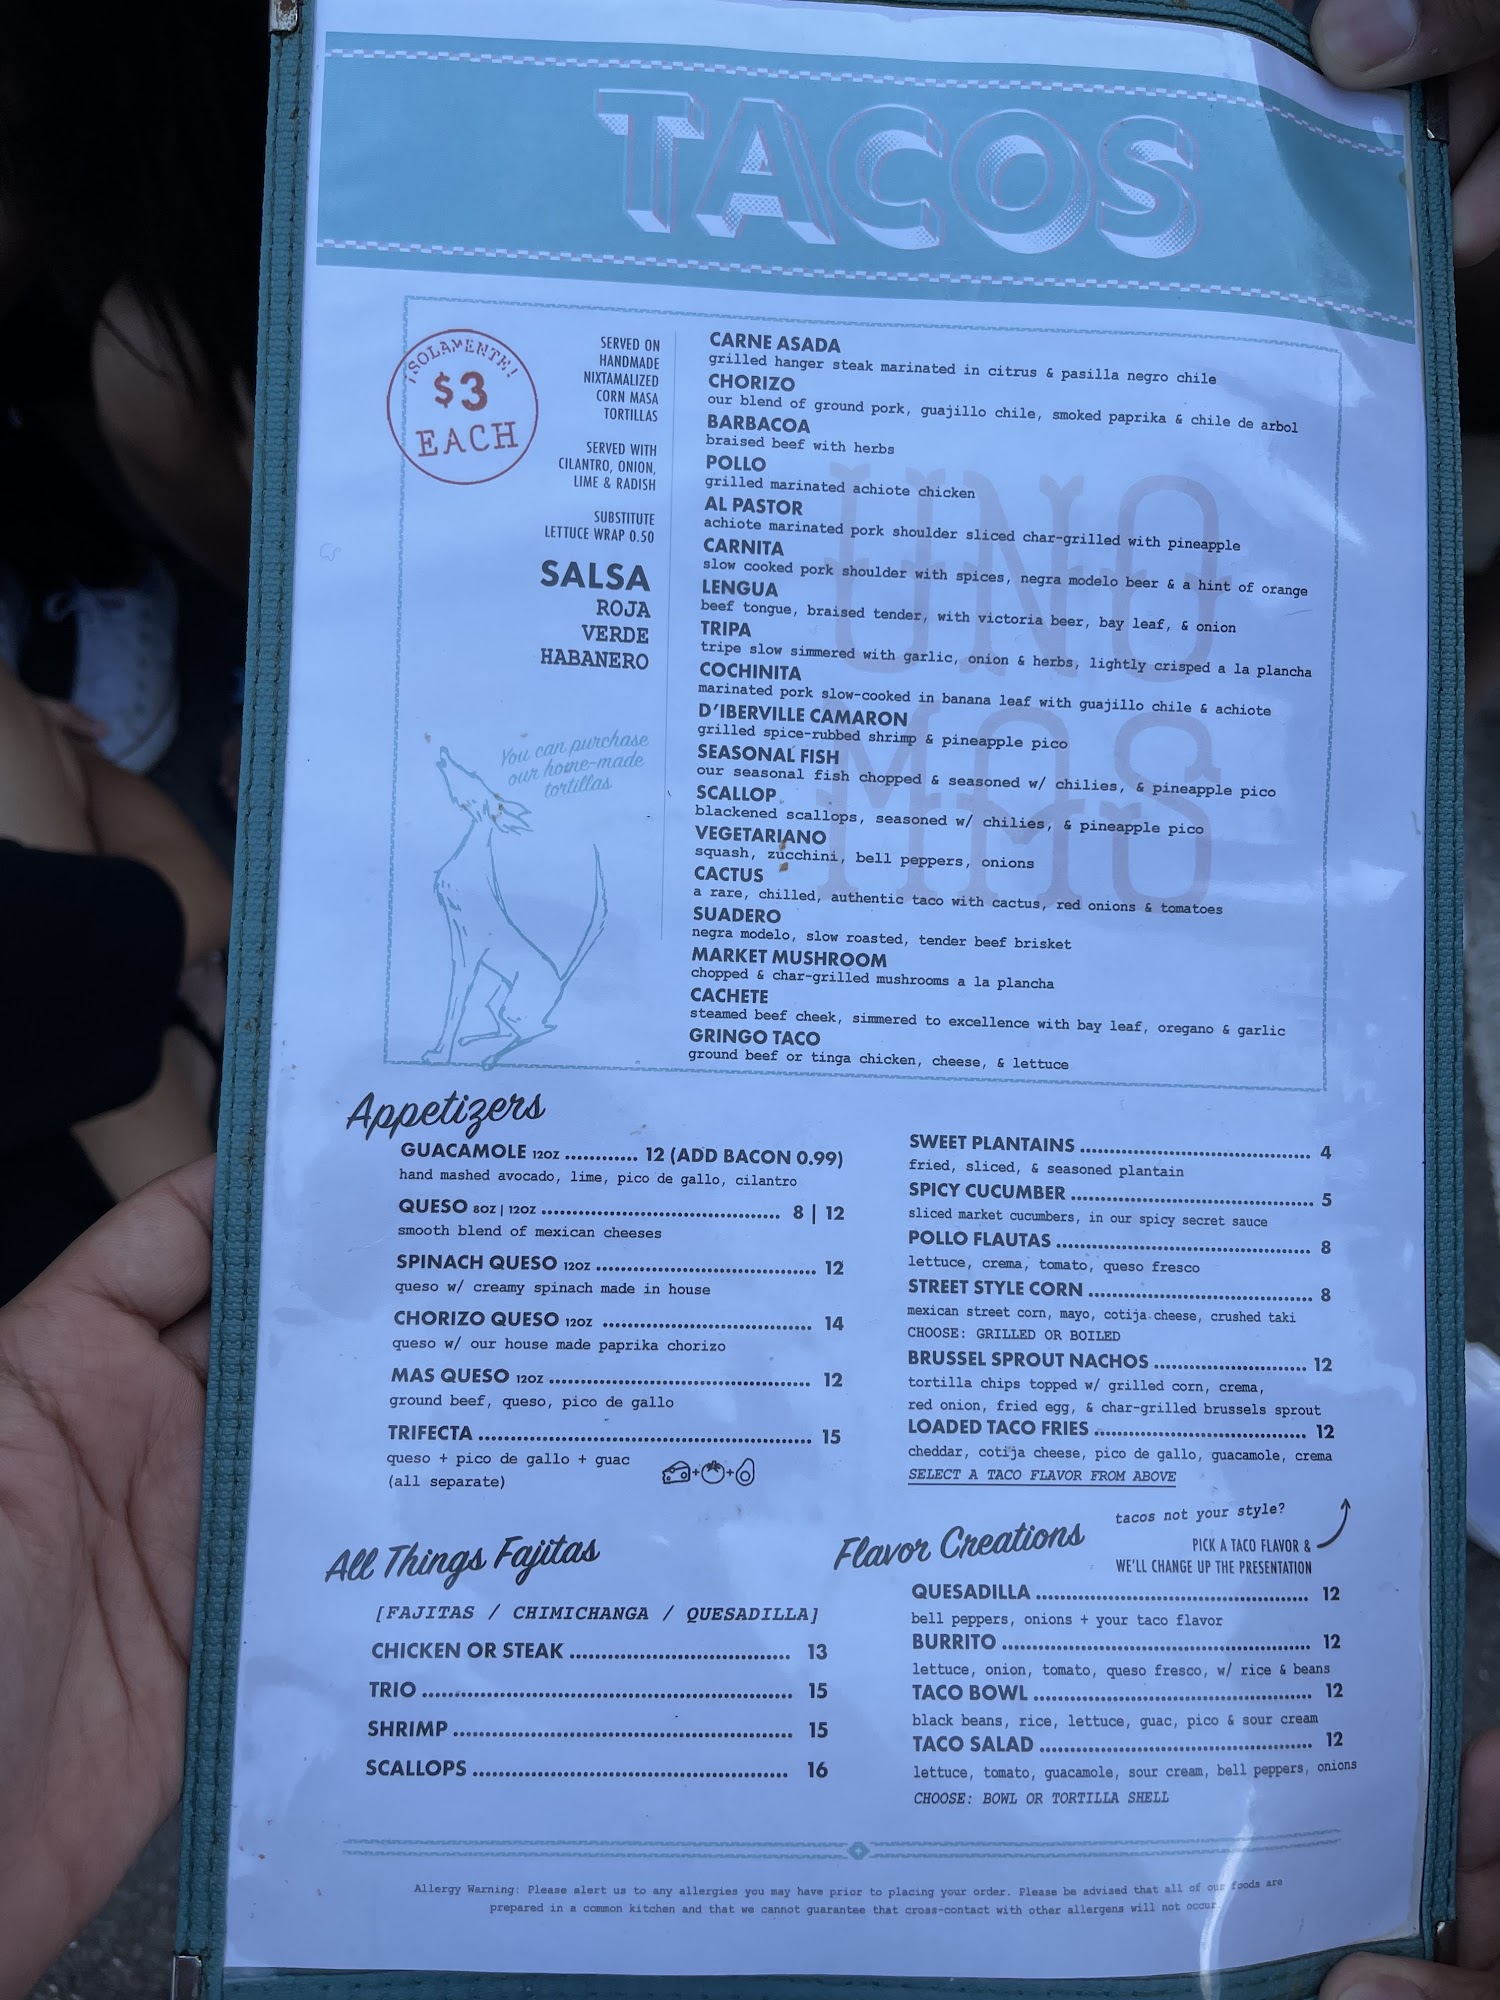 TACOS
¡SOLAMENTE!
$3
EACH
SERVED ON
HANDMADE
NIXTAMALIZED
CORN MASA
TORTILLAS
SERVED WITH
CILANTRO, ONION,
LIME & RADISH
SUBSTITUTE
LETTUCE WRAP 0.50
SALSA
ROJA
VERDE
HABANERO
You can purchase
our home-made
tortillas
UNO
MAS
CARNE ASADA
grilled hanger steak marinated in citrus & pasilla negro chile
CHORIZO
our blend of ground pork, guajillo chile, smoked paprika & chile de arbol
BARBACOA
braised beef with herbs
POLLO
grilled marinated achiote chicken
AL PASTOR
achiote marinated pork shoulder sliced char-grilled with pineapple
CARNITA
slow cooked pork shoulder with spices, negra modelo beer & a hint of orange
LENGUA
beef tongue, braised tender, with victoria beer, bay leaf, & onion
TRIPA
tripe slow simmered with garlic, onion & herbs, lightly crisped a la plancha
COCHINITA
marinated pork slow-cooked in banana leaf with guajillo chile & achiote
D'IBERVILLE CAMARON
grilled spice-rubbed shrimp & pineapple pico
SEASONAL FISH
our seasonal fish chopped & seasoned w/ chilies, & pineapple pico
SCALLOP
blackened scallops, seasoned w/ chilies, & pineapple pico
VEGETARIANO
squash, zucchini, bell peppers, onions
CACTUS
a rare, chilled, authentic taco with cactus, red onions & tomatoes
SUADERO
negra modelo, slow roasted, tender beef brisket
MARKET MUSHROOM
chopped & char-grilled mushrooms a la plancha
CACHETE
steamed beef cheek, simmered to excellence with bay leaf, oregano & garlic
GRINGO TACO
ground beef or tinga chicken, cheese, & lettuce
Appetizers
GUACAMOLE 12OZ ............ 12 (ADD BACON 0.99)
hand mashed avocado, lime, pico de gallo, cilantro
QUESO 8OZ | 12OZ ........................................ 8 | 12
smooth blend of mexican cheeses
SPINACH QUESO 12OZ ..................................... 12
queso w/ creamy spinach made in house
CHORIZO QUESO 12OZ ................................... 14
queso w/ our house made paprika chorizo
MAS QUESO 12OZ ............................................ 12
ground beef, queso, pico de gallo
TRIFECTA ......................................................... 15
queso + pico de gallo + guac
(all separate)
SWEET PLANTAINS ....................................... 4
fried, sliced, & seasoned plantain
SPICY CUCUMBER ......................................... 5
sliced market cucumbers, in our spicy secret sauce
POLLO FLAUTAS ........................................... 8
lettuce, crema, tomato, queso fresco
STREET STYLE CORN ...................................... 8
mexican street corn, mayo, cotija cheese, crushed taki
CHOOSE: GRILLED OR BOILED
BRUSSEL SPROUT NACHOS .......................... 12
tortilla chips topped w/ grilled corn, crema,
red onion, fried egg, & char-grilled brussels sprout
LOADED TACO FRIES ..................................... 12
cheddar, cotija cheese, pico de gallo, guacamole, crema
SELECT A TACO FLAVOR FROM ABOVE
All Things Fajitas
[FAJITAS / CHIMICHANGA / QUESADILLA]
CHICKEN OR STEAK ..................................... 13
TRIO ............................................................... 15
SHRIMP .......................................................... 15
SCALLOPS ...................................................... 16
Flavor Creations
tacos not your style?
PICK A TACO FLAVOR &
WE'LL CHANGE UP THE PRESENTATION
QUESADILLA .............................................. 12
bell peppers, onions + your taco flavor
BURRITO .................................................... 12
lettuce, onion, tomato, queso fresco, w/ rice & beans
TACO BOWL ............................................... 12
black beans, rice, lettuce, guac, pico & sour cream
TACO SALAD .............................................. 12
lettuce, tomato, guacamole, sour cream, bell peppers, onions
CHOOSE: BOWL OR TORTILLA SHELL
Allergy Warning: Please alert us to any allergies you may have prior to placing your order. Please be advised that all of our foods are
prepared in a common kitchen and that we cannot guarantee that cross-contact with other allergens will not occur.